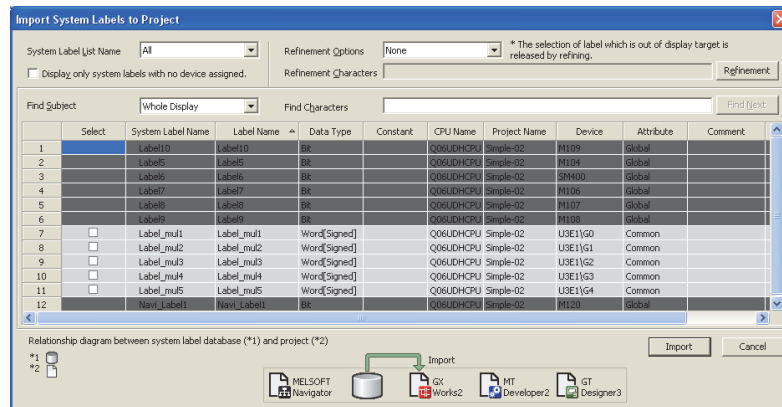 Import System Labels to Project
System Label List Name All Refinement Options None * The selection of label which is out of display target is released by refining.
Display only system labels with no device assigned. Refinement Characters Refinement
Find Subject Whole Display Find Characters Find Next
Select System Label Name Label Name Data Type Constant CPU Name Project Name Device Attribute Comment
1 Label10 Label10 Bit Q06UDHCPU Simple-02 M109 Global
2 Label5 Label5 Bit Q06UDHCPU Simple-02 M104 Global
3 Label6 Label6 Bit Q06UDHCPU Simple-02 SM400 Global
4 Label7 Label7 Bit Q06UDHCPU Simple-02 M106 Global
5 Label8 Label8 Bit Q06UDHCPU Simple-02 M107 Global
6 Label9 Label9 Bit Q06UDHCPU Simple-02 M108 Global
7 Label_mul1 Label_mul1 Word[Signed] Q06UDHCPU Simple-02 U3E1\G0 Common
8 Label_mul2 Label_mul2 Word[Signed] Q06UDHCPU Simple-02 U3E1\G1 Common
9 Label_mul3 Label_mul3 Word[Signed] Q06UDHCPU Simple-02 U3E1\G2 Common
10 Label_mul4 Label_mul4 Word[Signed] Q06UDHCPU Simple-02 U3E1\G3 Common
11 Label_mul5 Label_mul5 Word[Signed] Q06UDHCPU Simple-02 U3E1\G4 Common
12 Navi_Label1 Navi_Label1 Bit Q06UDHCPU Simple-02 M120 Global
Relationship diagram between system label database (*1) and project (*2) Import Cancel
*1
*2
Import
MELSOFT Navigator GX Works2 MT Developer2 GT Designer3